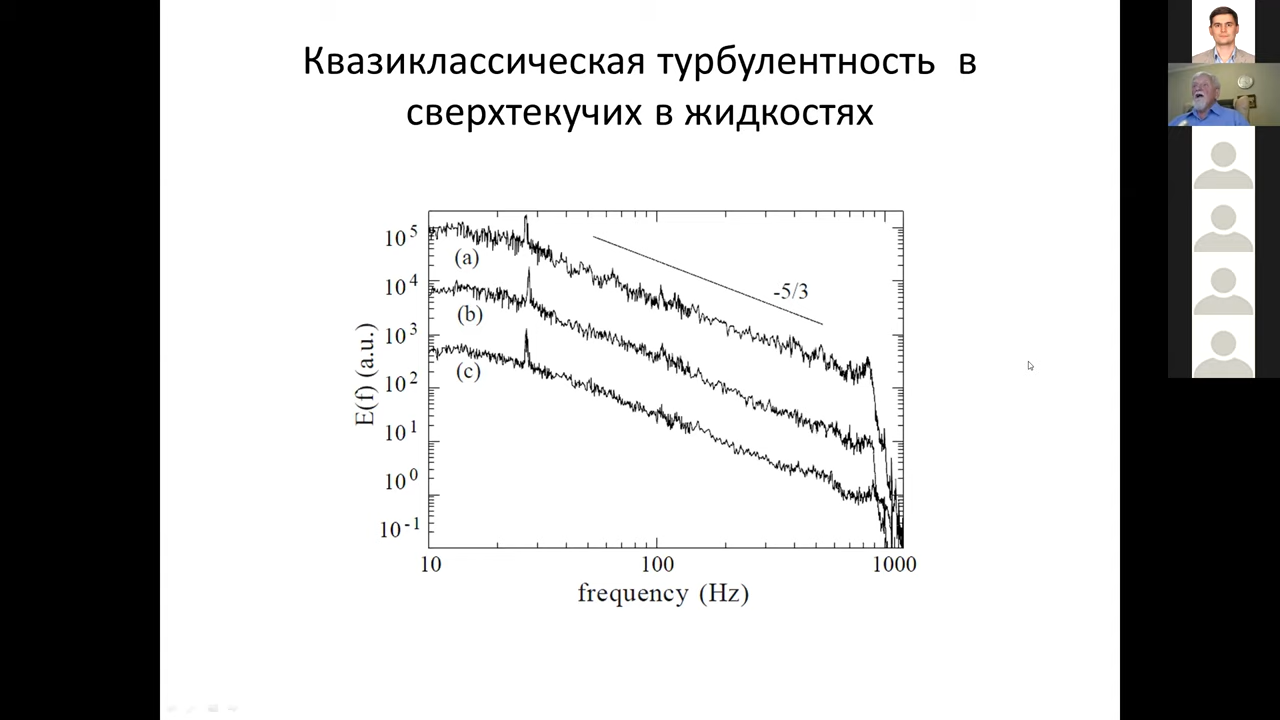 Квазиклассическая турбулентность в
сверхтекучих в жидкостях
10^5
(a)
-5/3
10^4
(b)
10^3
(c)
10^2
10^1
10^0
10^-1
E(f) (a.u.)
10 100 1000
frequency (Hz)